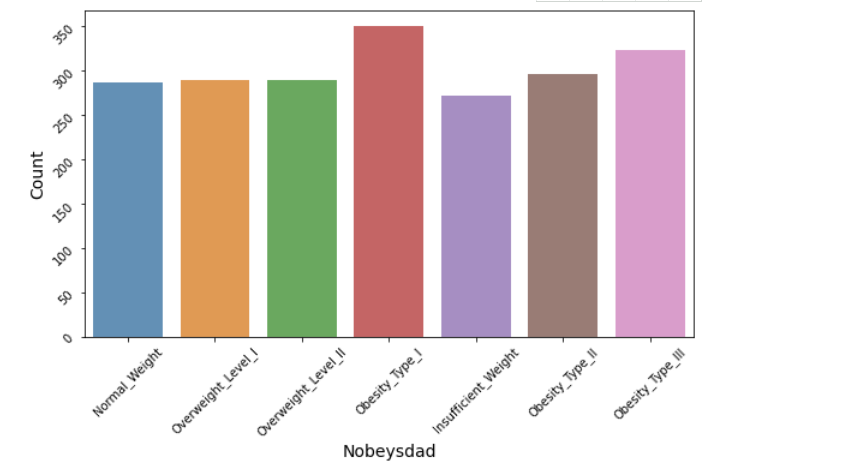 350
300
250
200
150
100
50
0
Count
Normal_Weight
Overweight_Level_I
Overweight_Level_II
Obesity_Type_I
Insufficient_Weight
Obesity_Type_II
Obesity_Type_III
Nobeysdad